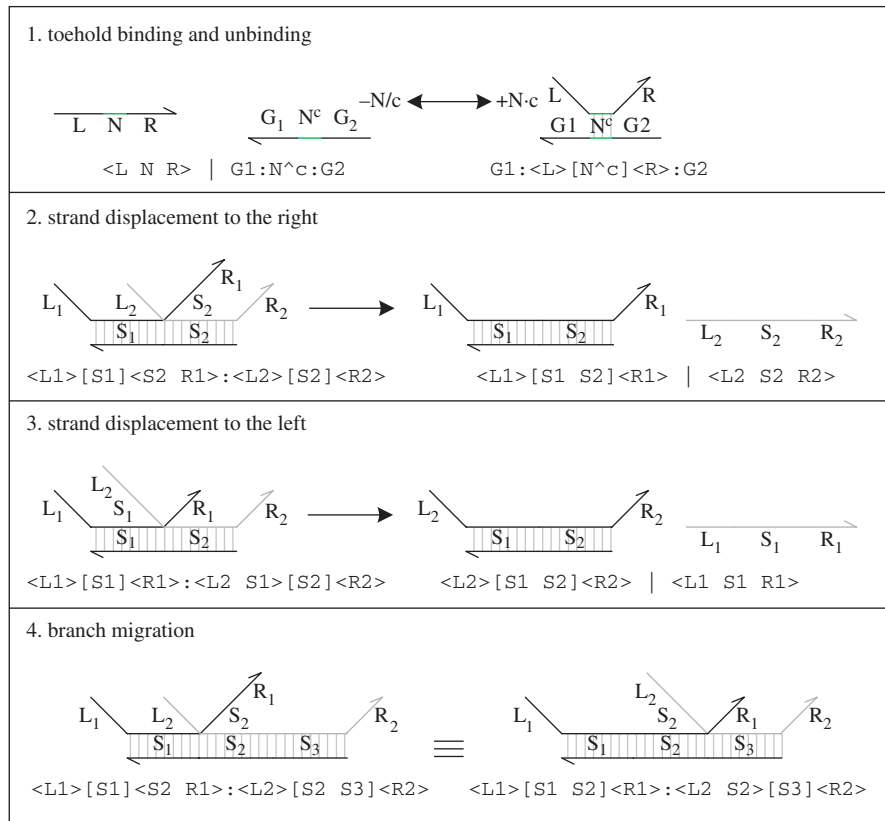 1. toehold binding and unbinding
L N R
G₁ Nᶜ G₂
–N/c +N·c
L R
G1 Nᶜ G2
<L N R> | G1:N^c:G2
G1:<L>[N^c]<R>:G2
2. strand displacement to the right
L₁ L₂ S₂ R₁ R₂
S₁ S₂
L₁ R₁
S₁ S₂
L₂ S₂ R₂
<L1>[S1]<S2 R1>:<L2>[S2]<R2>
<L1>[S1 S2]<R1> | <L2 S2 R2>
3. strand displacement to the left
L₁ L₂ S₁ R₁ R₂
S₁ S₂
L₂ R₂
S₁ S₂
L₁ S₁ R₁
<L1>[S1]<R1>:<L2 S1>[S2]<R2>
<L2>[S1 S2]<R2> | <L1 S1 R1>
4. branch migration
L₁ L₂ S₂ R₁ R₂
S₁ S₂ S₃
≡
L₁ L₂ S₂ R₁ R₂
S₁ S₂ S₃
<L1>[S1]<S2 R1>:<L2>[S2 S3]<R2>
<L1>[S1 S2]<R1>:<L2 S2>[S3]<R2>